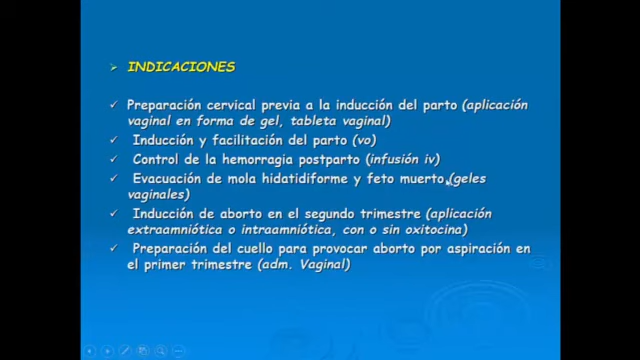 INDICACIONES
Preparación cervical previa a la inducción del parto (aplicación
vaginal en forma de gel, tableta vaginal)
Inducción y facilitación del parto (vo)
Control de la hemorragia postparto (infusión iv)
Evacuación de mola hidatidiforme y feto muerto (geles
vaginales)
Inducción de aborto en el segundo trimestre (aplicación
extraamniótica o intraamniótica, con o sin oxitocina)
Preparación del cuello para provocar aborto por aspiración en
el primer trimestre (adm. Vaginal)